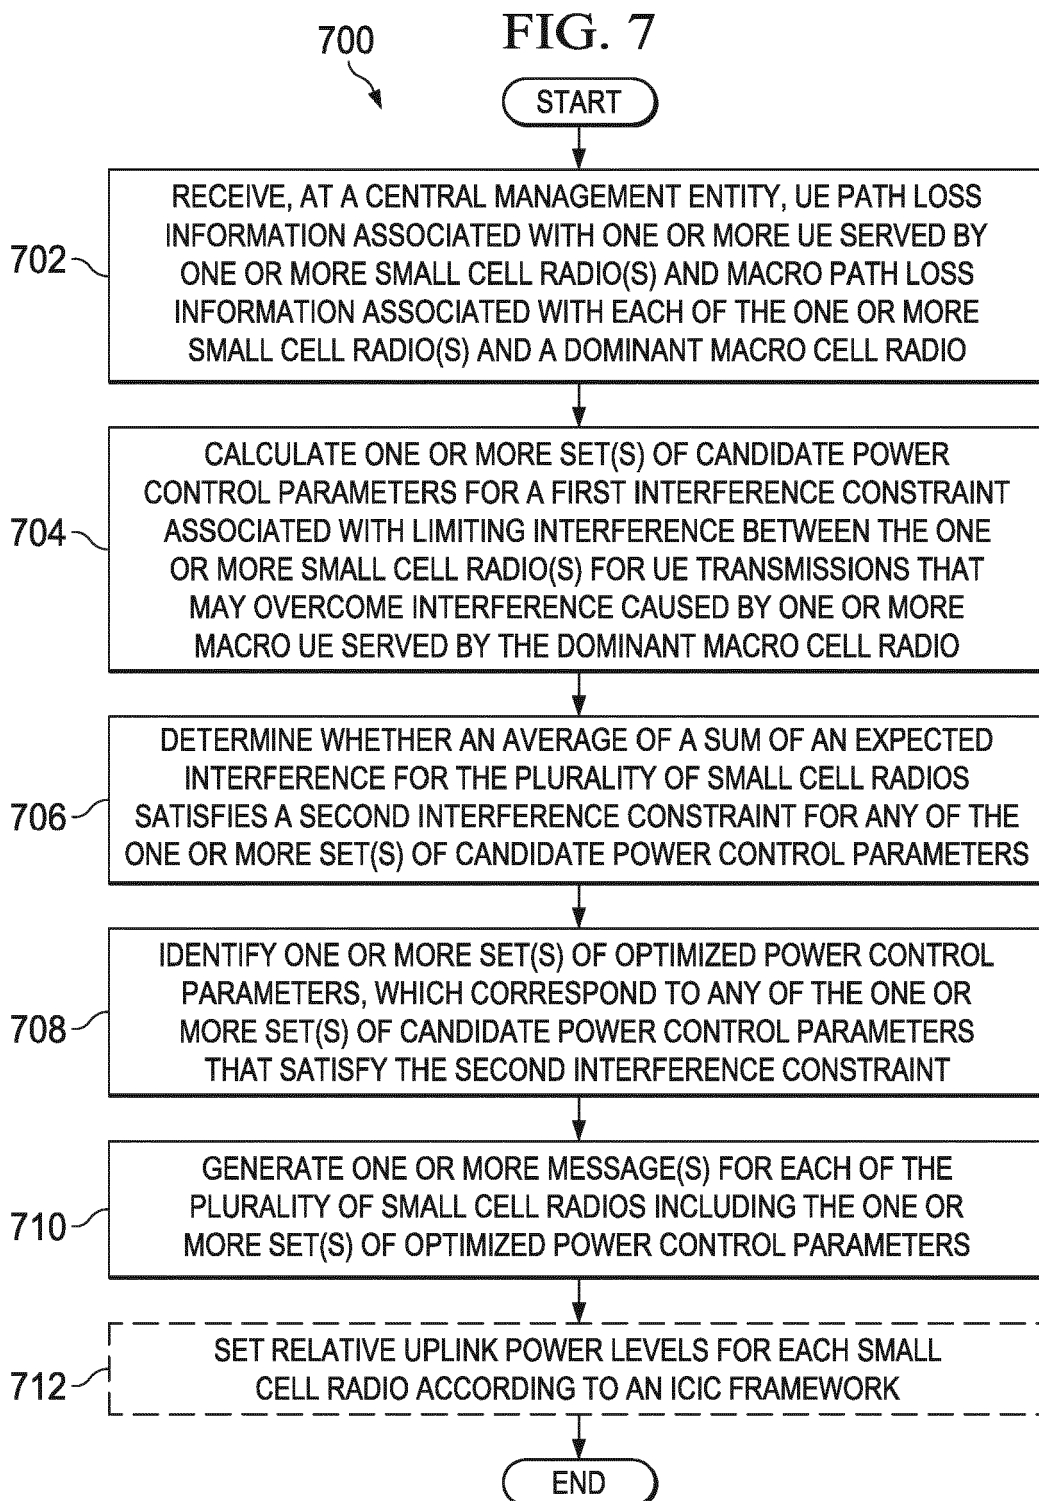 FIG. 7
700
START
702
RECEIVE, AT A CENTRAL MANAGEMENT ENTITY, UE PATH LOSS
INFORMATION ASSOCIATED WITH ONE OR MORE UE SERVED BY
ONE OR MORE SMALL CELL RADIO(S) AND MACRO PATH LOSS
INFORMATION ASSOCIATED WITH EACH OF THE ONE OR MORE
SMALL CELL RADIO(S) AND A DOMINANT MACRO CELL RADIO
704
CALCULATE ONE OR MORE SET(S) OF CANDIDATE POWER
CONTROL PARAMETERS FOR A FIRST INTERFERENCE CONSTRAINT
ASSOCIATED WITH LIMITING INTERFERENCE BETWEEN THE ONE
OR MORE SMALL CELL RADIO(S) FOR UE TRANSMISSIONS THAT
MAY OVERCOME INTERFERENCE CAUSED BY ONE OR MORE
MACRO UE SERVED BY THE DOMINANT MACRO CELL RADIO
706
DETERMINE WHETHER AN AVERAGE OF A SUM OF AN EXPECTED
INTERFERENCE FOR THE PLURALITY OF SMALL CELL RADIOS
SATISFIES A SECOND INTERFERENCE CONSTRAINT FOR ANY OF THE
ONE OR MORE SET(S) OF CANDIDATE POWER CONTROL PARAMETERS
708
IDENTIFY ONE OR MORE SET(S) OF OPTIMIZED POWER CONTROL
PARAMETERS, WHICH CORRESPOND TO ANY OF THE ONE OR
MORE SET(S) OF CANDIDATE POWER CONTROL PARAMETERS
THAT SATISFY THE SECOND INTERFERENCE CONSTRAINT
710
GENERATE ONE OR MORE MESSAGE(S) FOR EACH OF THE
PLURALITY OF SMALL CELL RADIOS INCLUDING THE ONE OR
MORE SET(S) OF OPTIMIZED POWER CONTROL PARAMETERS
712
SET RELATIVE UPLINK POWER LEVELS FOR EACH SMALL
CELL RADIO ACCORDING TO AN ICIC FRAMEWORK
END